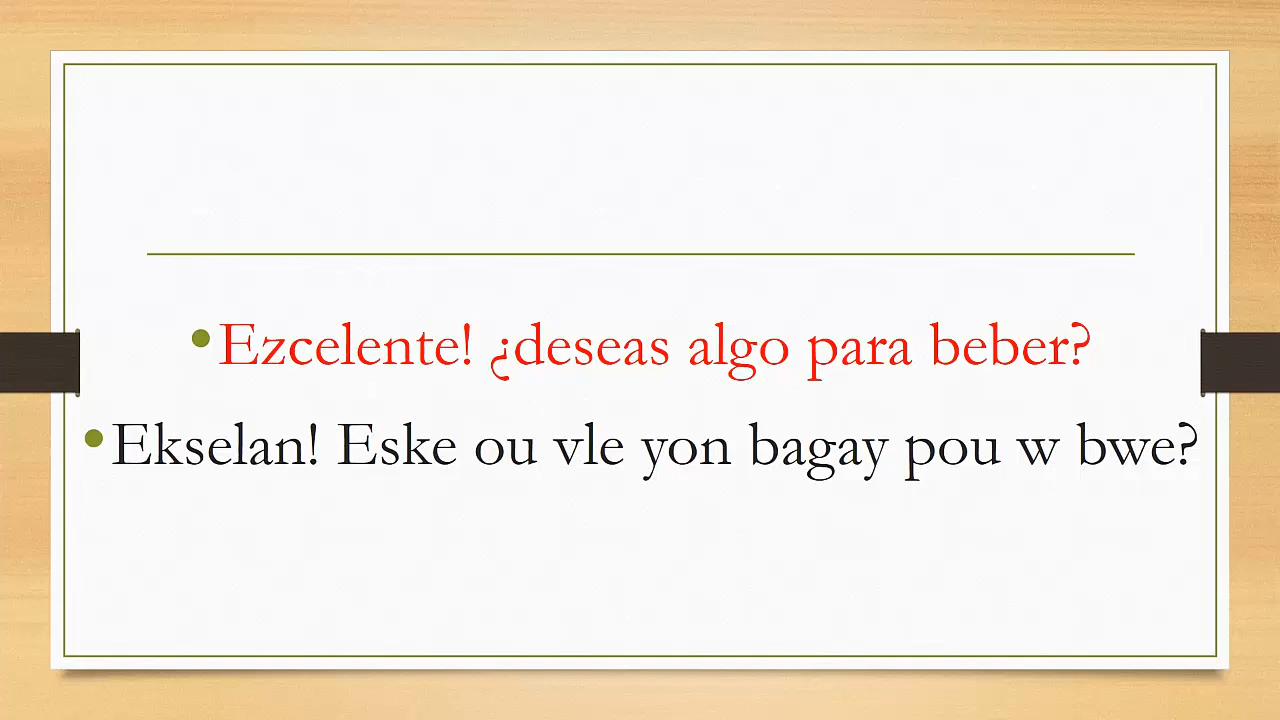 •Ezcelente! ¿deseas algo para beber?
•Ekselan! Eske ou vle yon bagay pou w bwe?